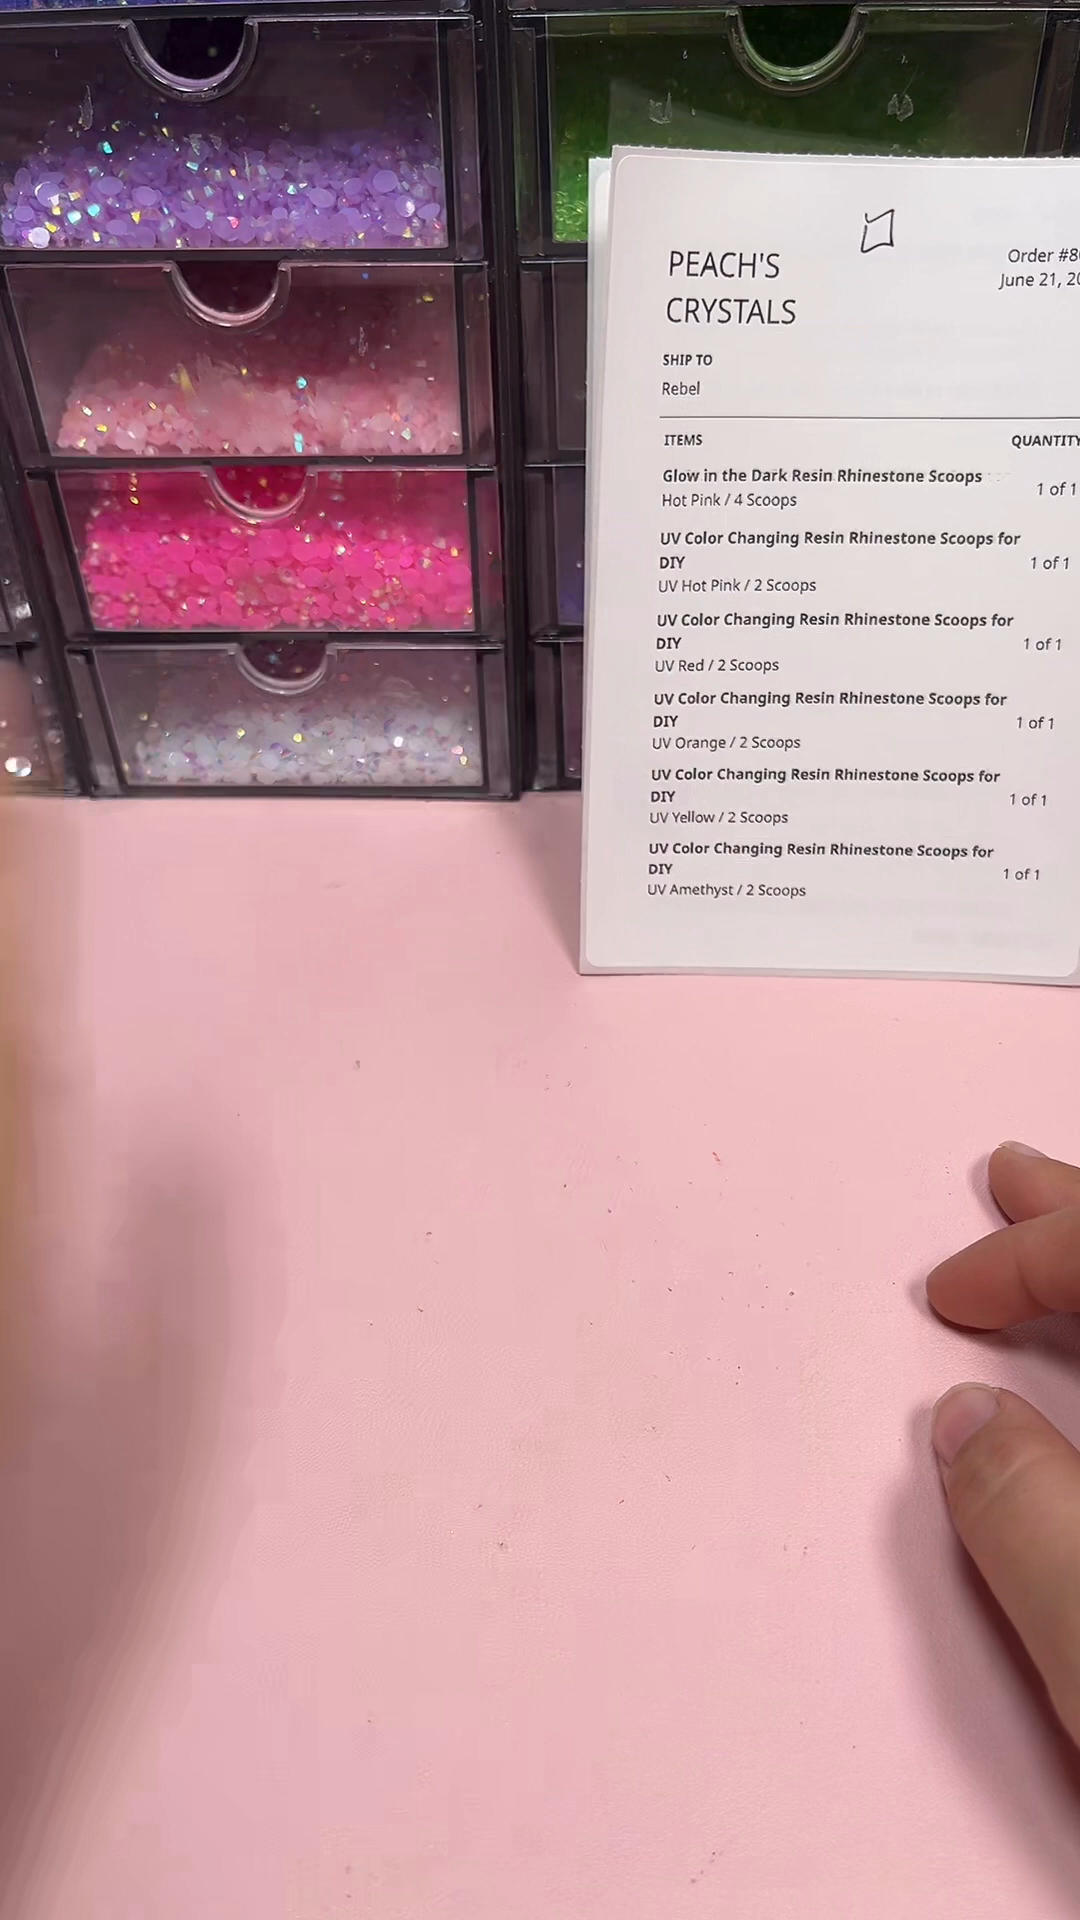 PEACH'S
CRYSTALS
Order #8
June 21, 20
SHIP TO
Rebel
ITEMS QUANTITY
Glow in the Dark Resin Rhinestone Scoops
Hot Pink / 4 Scoops
1 of 1
UV Color Changing Resin Rhinestone Scoops for
DIY
UV Hot Pink / 2 Scoops
1 of 1
UV Color Changing Resin Rhinestone Scoops for
DIY
UV Red / 2 Scoops
1 of 1
UV Color Changing Resin Rhinestone Scoops for
DIY
UV Orange / 2 Scoops
1 of 1
UV Color Changing Resin Rhinestone Scoops for
DIY
UV Yellow / 2 Scoops
1 of 1
UV Color Changing Resin Rhinestone Scoops for
DIY
UV Amethyst / 2 Scoops
1 of 1